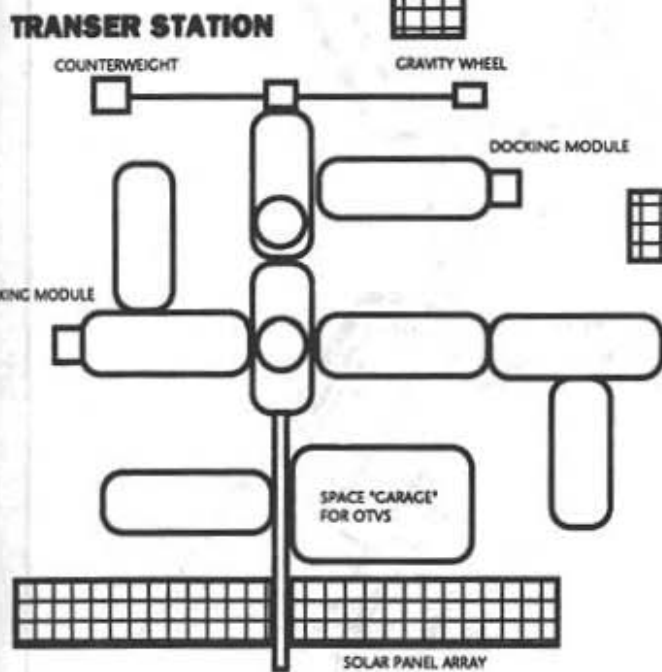 TRANSER STATION
COUNTERWEIGHT
GRAVITY WHEEL
DOCKING MODULE
KING MODULE
SPACE "GARAGE"
FOR OTVS
SOLAR PANEL ARRAY